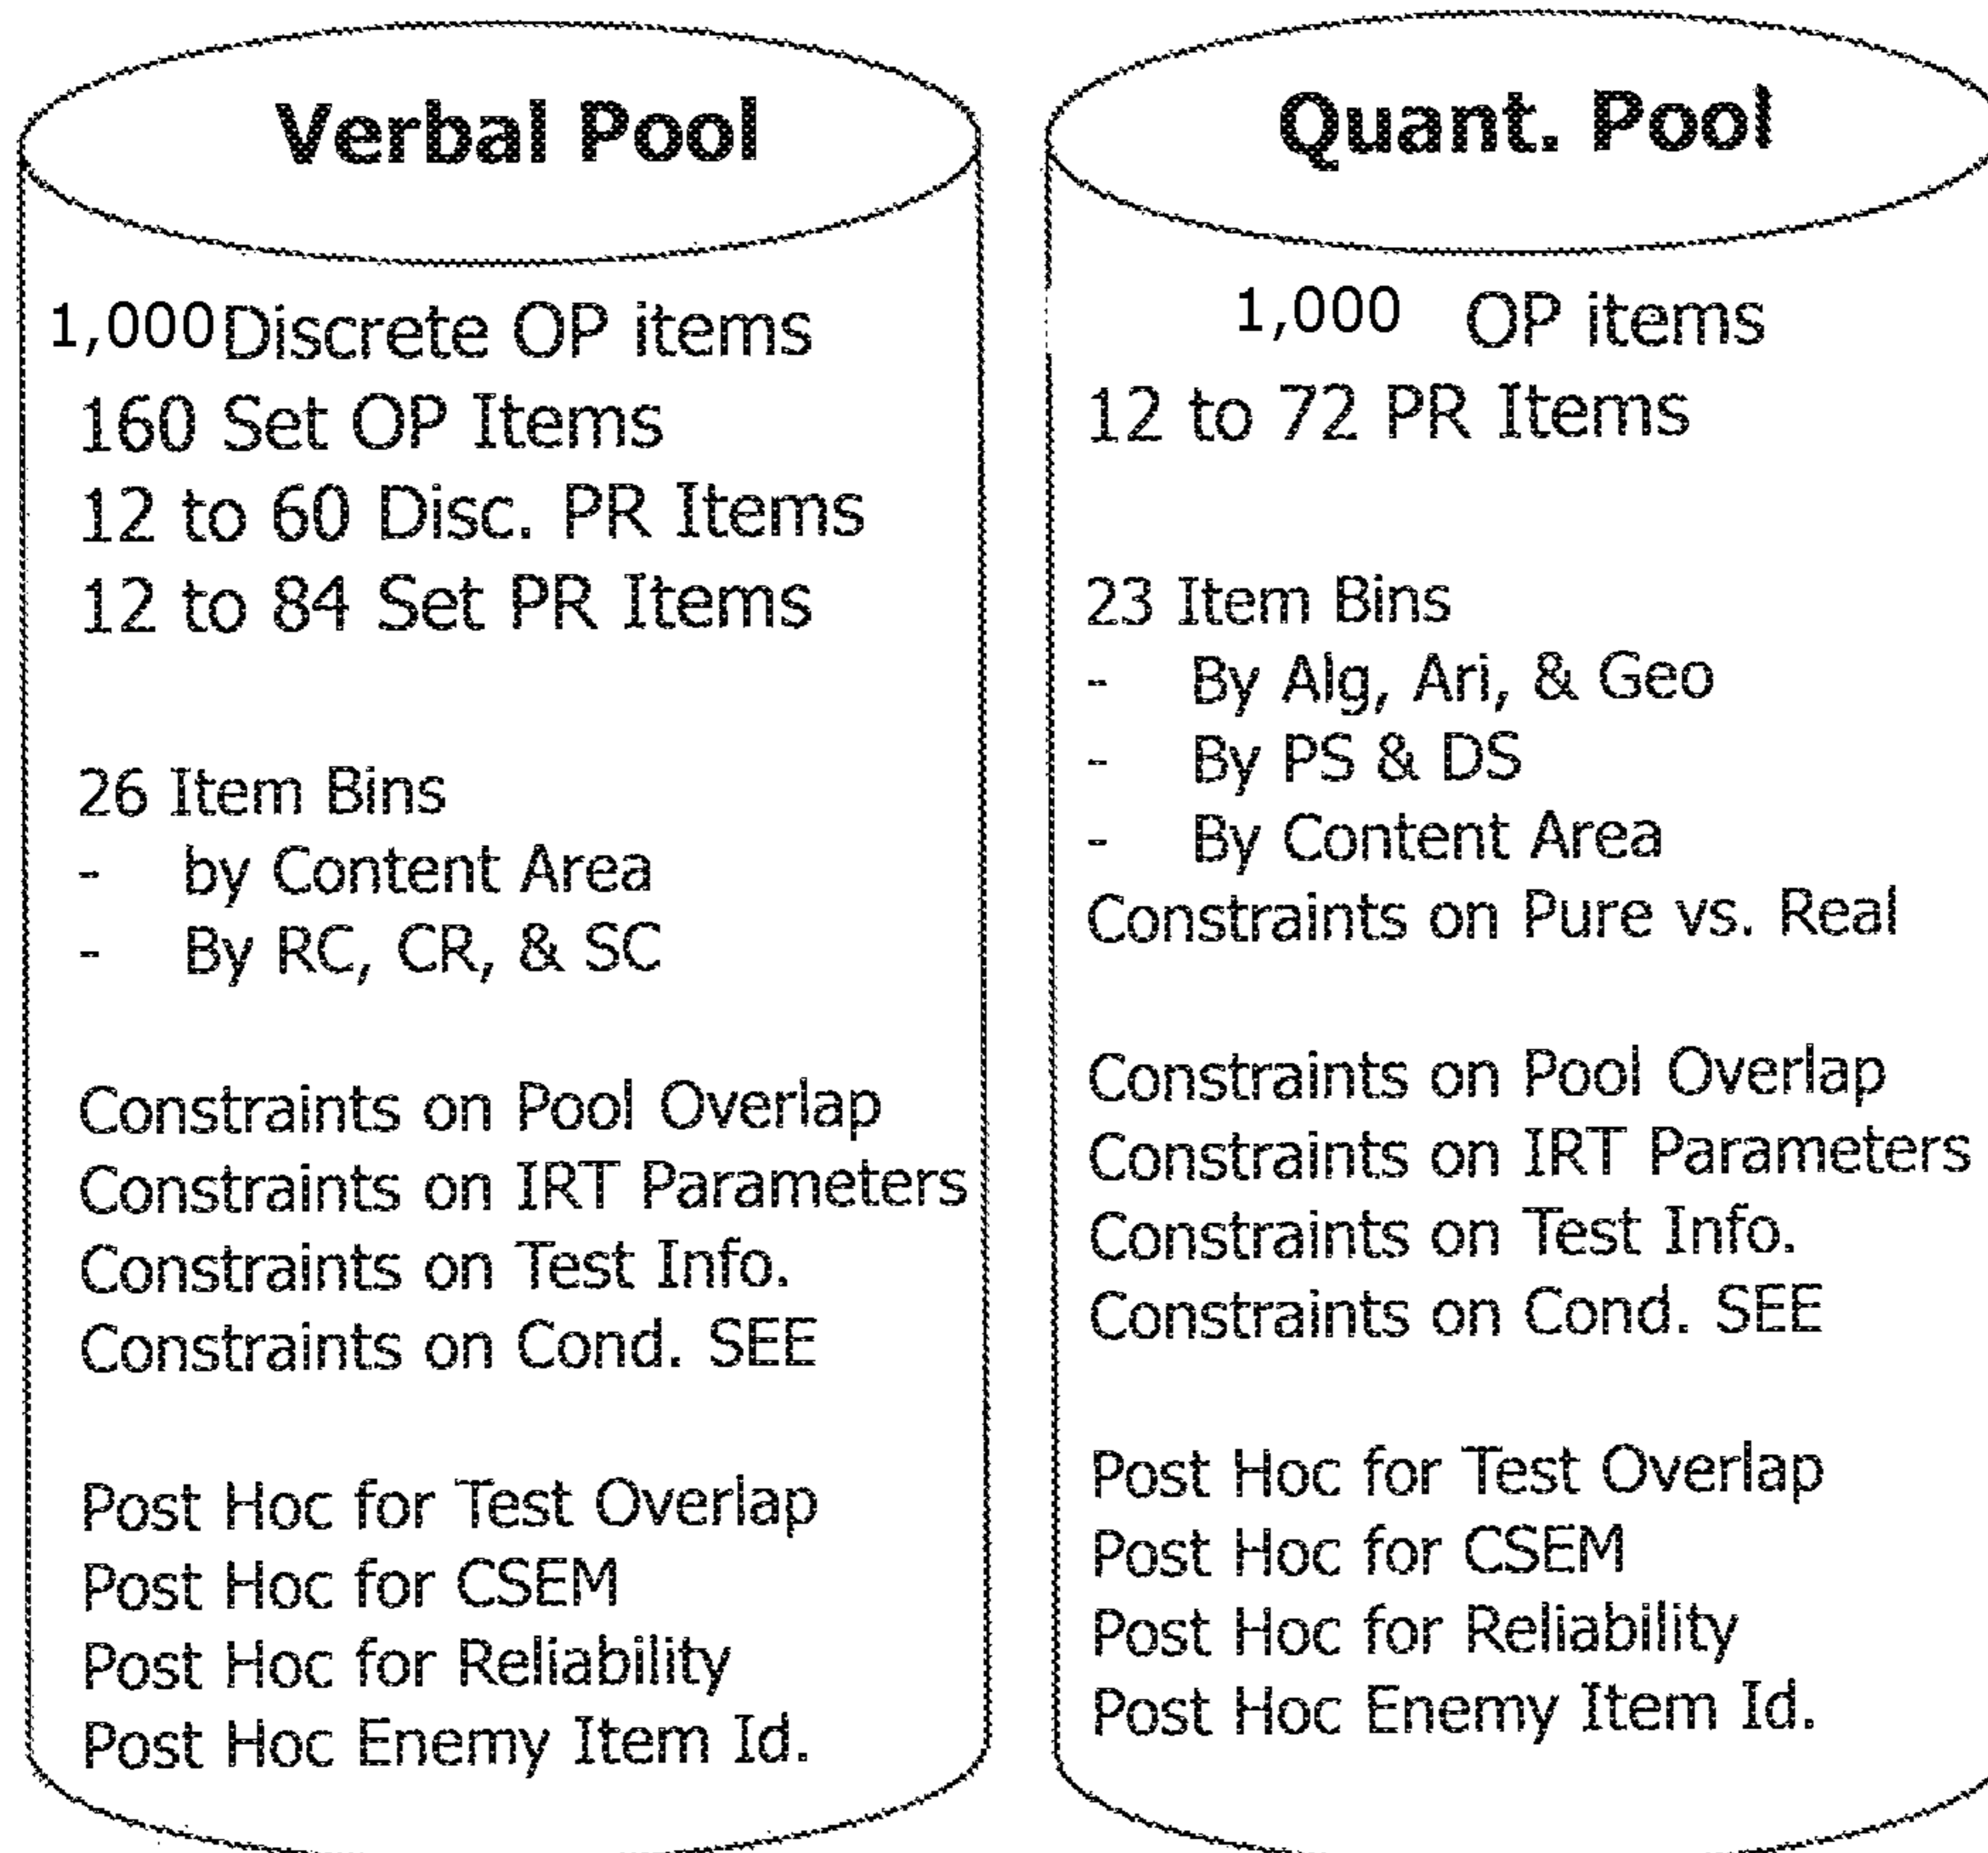 Verbal Pool
1,000 Discrete OP items
160 Set OP Items
12 to 60 Disc. PR Items
12 to 84 Set PR Items
26 Item Bins
- by Content Area
- By RC, CR, & SC
Constraints on Pool Overlap
Constraints on IRT Parameters
Constraints on Test Info.
Constraints on Cond. SEE
Post Hoc for Test Overlap
Post Hoc for CSEM
Post Hoc for Reliability
Post Hoc Enemy Item Id.
Quant. Pool
1,000 OP items
12 to 72 PR Items
23 Item Bins
- By Alg, Ari, & Geo
- By PS & DS
- By Content Area
Constraints on Pure vs. Real
Constraints on Pool Overlap
Constraints on IRT Parameters
Constraints on Test Info.
Constraints on Cond. SEE
Post Hoc for Test Overlap
Post Hoc for CSEM
Post Hoc for Reliability
Post Hoc Enemy Item Id.